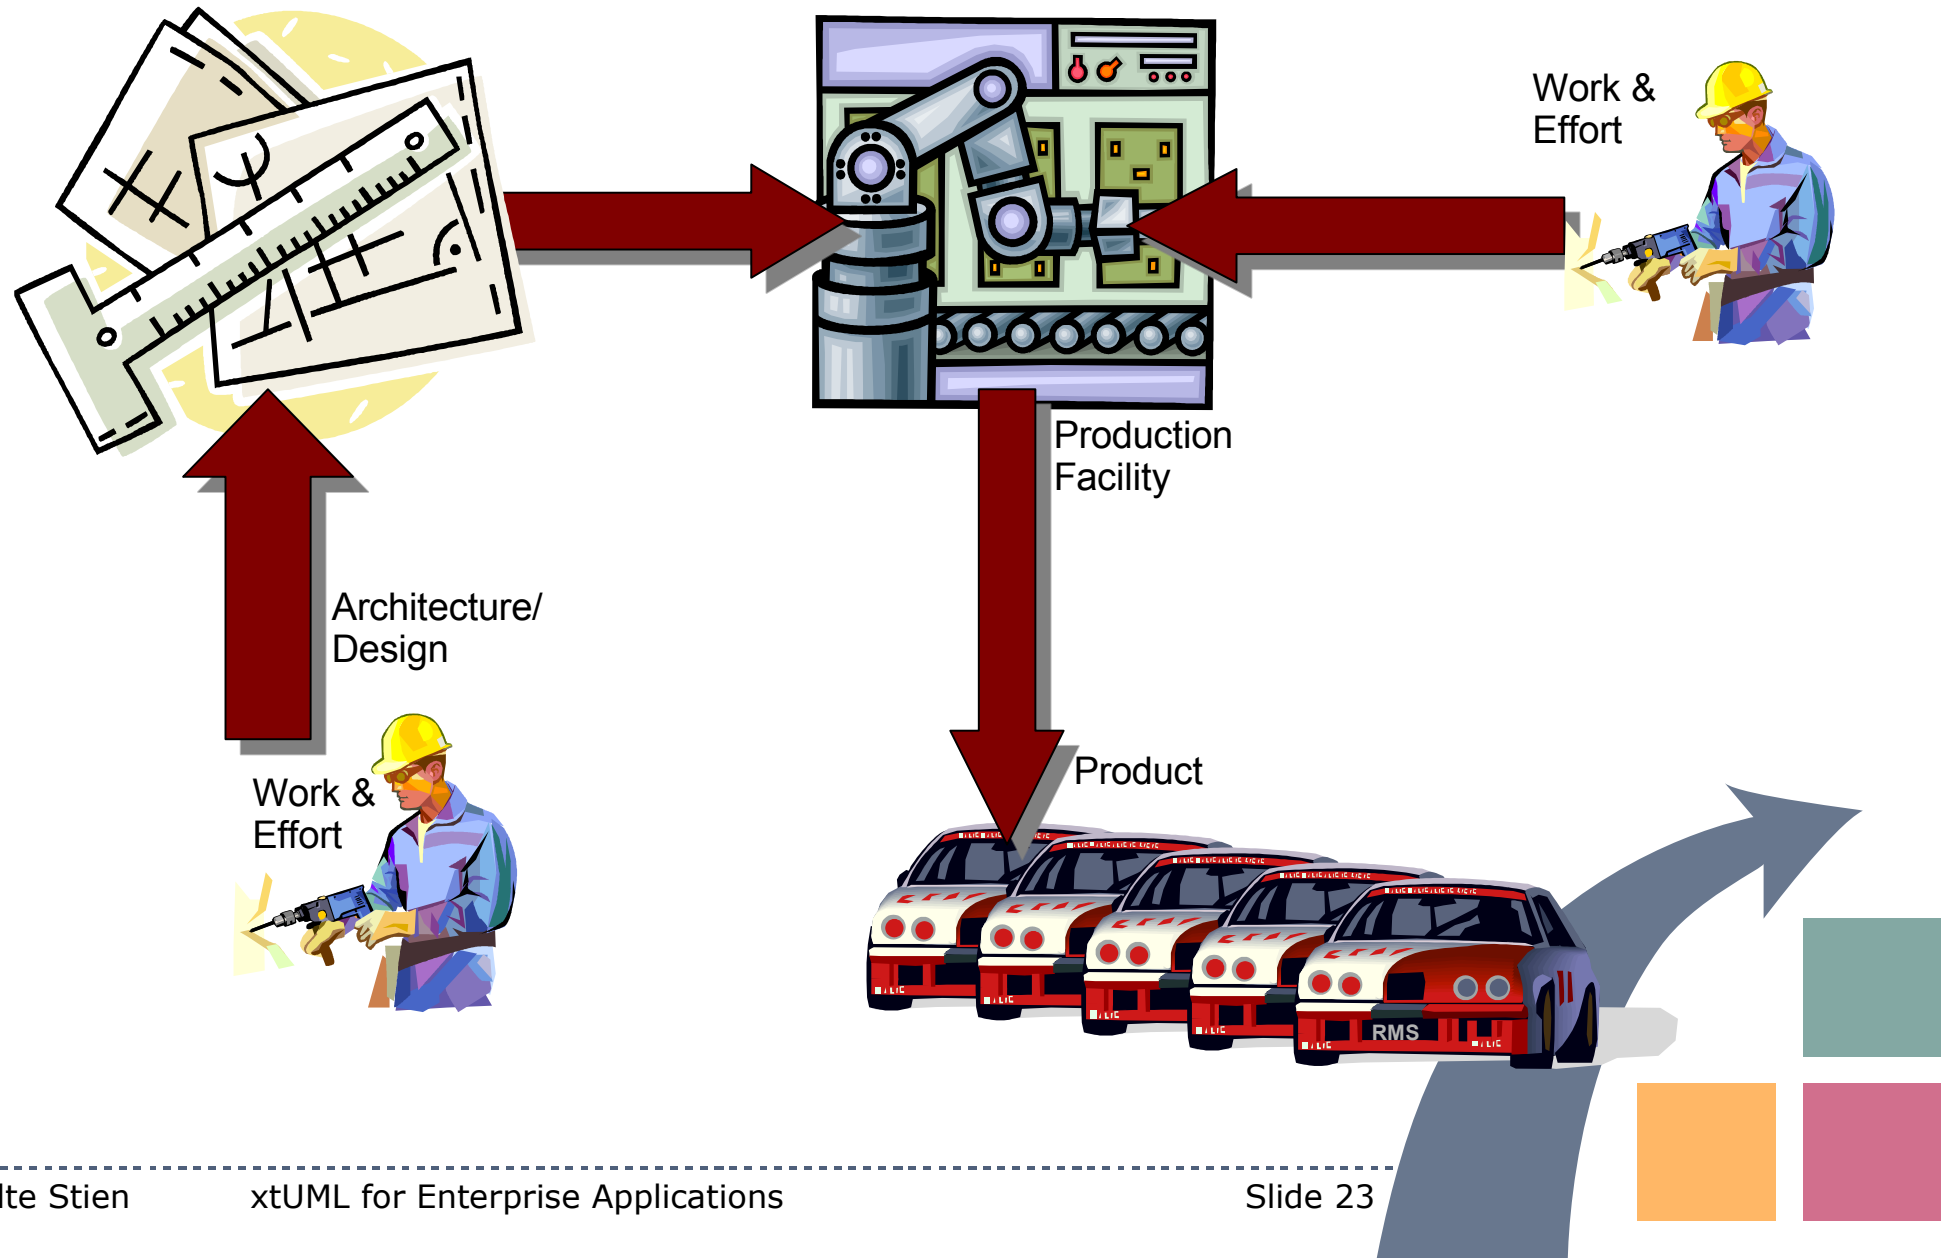 Work &
Effort
Production
Facility
Architecture/
Design
Product
Work &
Effort
RMS
lte Stien
xtUML for Enterprise Applications
Slide 23